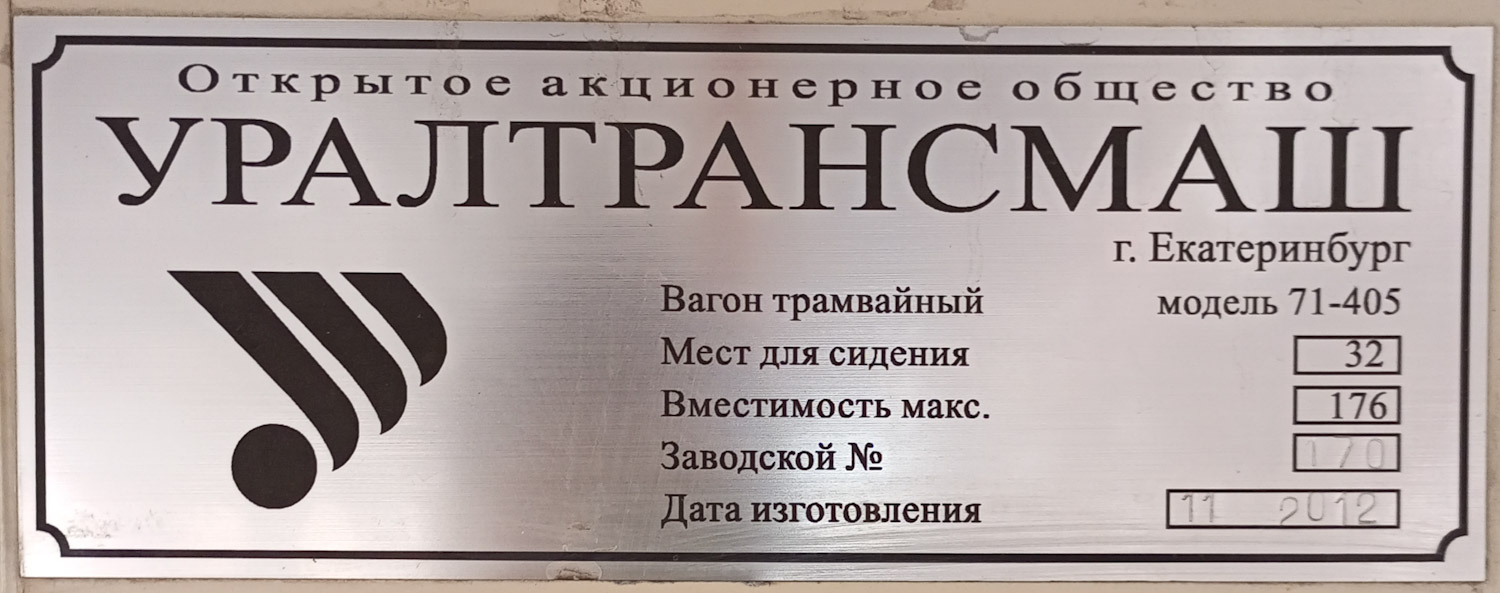 Открытое акционерное общество
УРАЛТРАНСМАШ
г. Екатеринбург
Вагон трамвайный модель 71-405
Мест для сидения 32
Вместимость макс. 176
Заводской № 170
Дата изготовления 11 2012